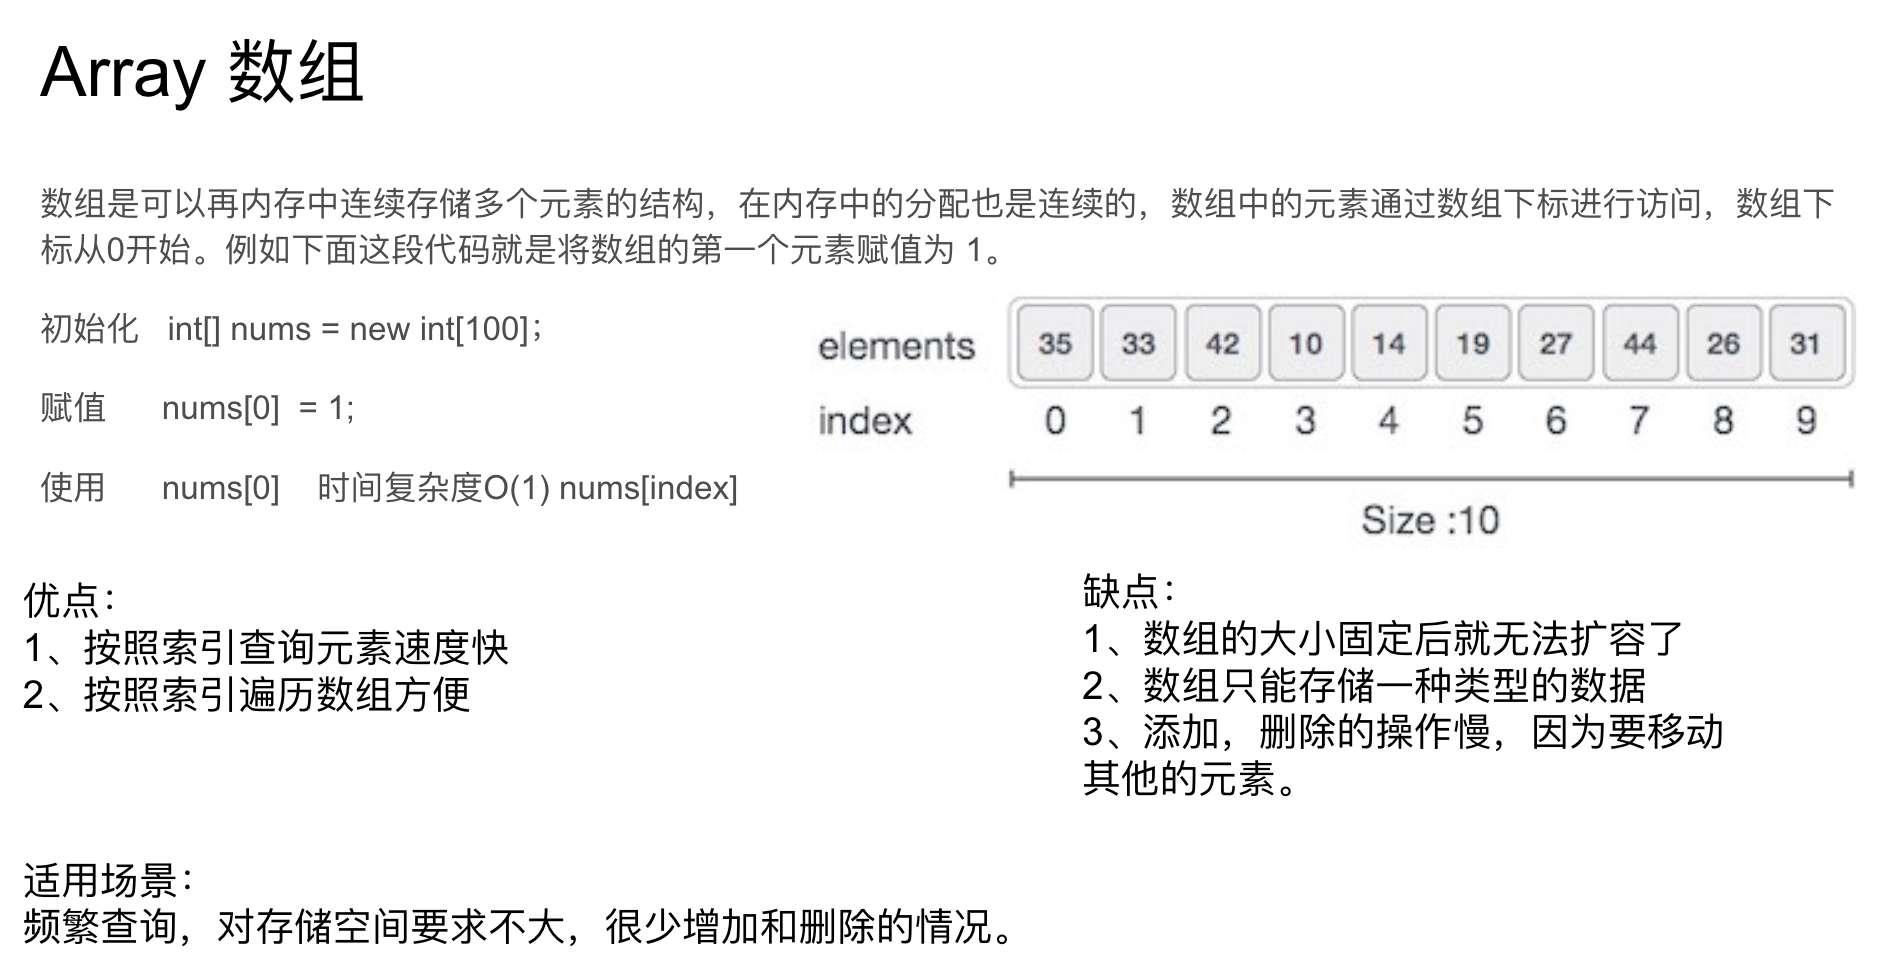 Array 数组
数组是可以再内存中连续存储多个元素的结构，在内存中的分配也是连续的，数组中的元素通过数组下标进行访问，数组下
标从0开始。例如下面这段代码就是将数组的第一个元素赋值为 1。
初始化 int[] nums = new int[100]；
赋值 nums[0] = 1;
使用 nums[0] 时间复杂度O(1) nums[index]
elements 35 33 42 10 14 19 27 44 26 31
index 0 1 2 3 4 5 6 7 8 9
Size :10
优点：
1、按照索引查询元素速度快
2、按照索引遍历数组方便
缺点：
1、数组的大小固定后就无法扩容了
2、数组只能存储一种类型的数据
3、添加，删除的操作慢，因为要移动
其他的元素。
适用场景：
频繁查询，对存储空间要求不大，很少增加和删除的情况。